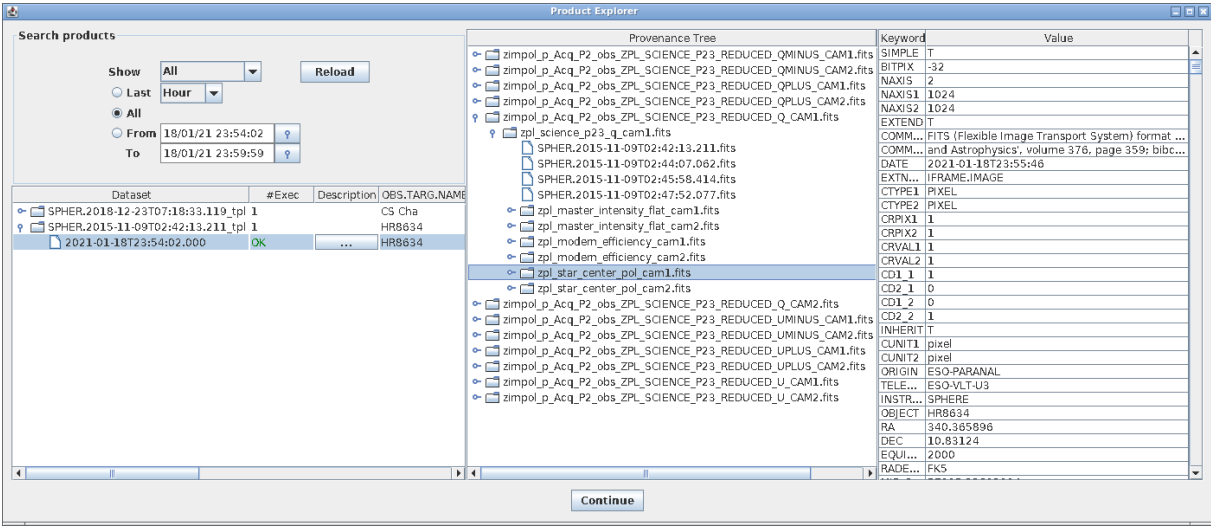 Product Explorer
Search products
Show All Reload
Last Hour
All
From 18/01/21 23:54:02
To 18/01/21 23:59:59
Dataset #Exec Description OBS.TARG.NAME
SPHER.2018-12-23T07:18:33.119_tpl 1 CS Cha
SPHER.2015-11-09T02:42:13.211_tpl 1 HR8634
2021-01-18T23:54:02.000 OK ... HR8634
Provenance Tree
zimpol_p_Acq_P2_obs_ZPL_SCIENCE_P23_REDUCED_QMINUS_CAM1.fits
zimpol_p_Acq_P2_obs_ZPL_SCIENCE_P23_REDUCED_QMINUS_CAM2.fits
zimpol_p_Acq_P2_obs_ZPL_SCIENCE_P23_REDUCED_QPLUS_CAM1.fits
zimpol_p_Acq_P2_obs_ZPL_SCIENCE_P23_REDUCED_QPLUS_CAM2.fits
zimpol_p_Acq_P2_obs_ZPL_SCIENCE_P23_REDUCED_Q_CAM1.fits
zpl_science_p23_q_cam1.fits
SPHER.2015-11-09T02:42:13.211.fits
SPHER.2015-11-09T02:44:07.062.fits
SPHER.2015-11-09T02:45:58.414.fits
SPHER.2015-11-09T02:47:52.077.fits
zpl_master_intensity_flat_cam1.fits
zpl_master_intensity_flat_cam2.fits
zpl_modem_efficiency_cam1.fits
zpl_modem_efficiency_cam2.fits
zpl_star_center_pol_cam1.fits
zpl_star_center_pol_cam2.fits
zimpol_p_Acq_P2_obs_ZPL_SCIENCE_P23_REDUCED_Q_CAM2.fits
zimpol_p_Acq_P2_obs_ZPL_SCIENCE_P23_REDUCED_UMINUS_CAM1.fits
zimpol_p_Acq_P2_obs_ZPL_SCIENCE_P23_REDUCED_UMINUS_CAM2.fits
zimpol_p_Acq_P2_obs_ZPL_SCIENCE_P23_REDUCED_UPLUS_CAM1.fits
zimpol_p_Acq_P2_obs_ZPL_SCIENCE_P23_REDUCED_UPLUS_CAM2.fits
zimpol_p_Acq_P2_obs_ZPL_SCIENCE_P23_REDUCED_U_CAM1.fits
zimpol_p_Acq_P2_obs_ZPL_SCIENCE_P23_REDUCED_U_CAM2.fits
Keyword Value
SIMPLE T
BITPIX -32
NAXIS 2
NAXIS1 1024
NAXIS2 1024
EXTEND T
COMM... FITS (Flexible Image Transport System) format ...
COMM... and Astrophysics', volume 376, page 359; bibc...
DATE 2021-01-18T23:55:46
EXTN... IFRAME.IMAGE
CTYPE1 PIXEL
CTYPE2 PIXEL
CRPIX1 1
CRPIX2 1
CRVAL1 1
CRVAL2 1
CD1_1 1
CD2_1 0
CD1_2 0
CD2_2 1
INHERIT T
CUNIT1 pixel
CUNIT2 pixel
ORIGIN ESO-PARANAL
TELE... ESO-VLT-U3
INSTR... SPHERE
OBJECT HR8634
RA 340.365896
DEC 10.83124
EQUI... 2000
RADE... FK5
Continue